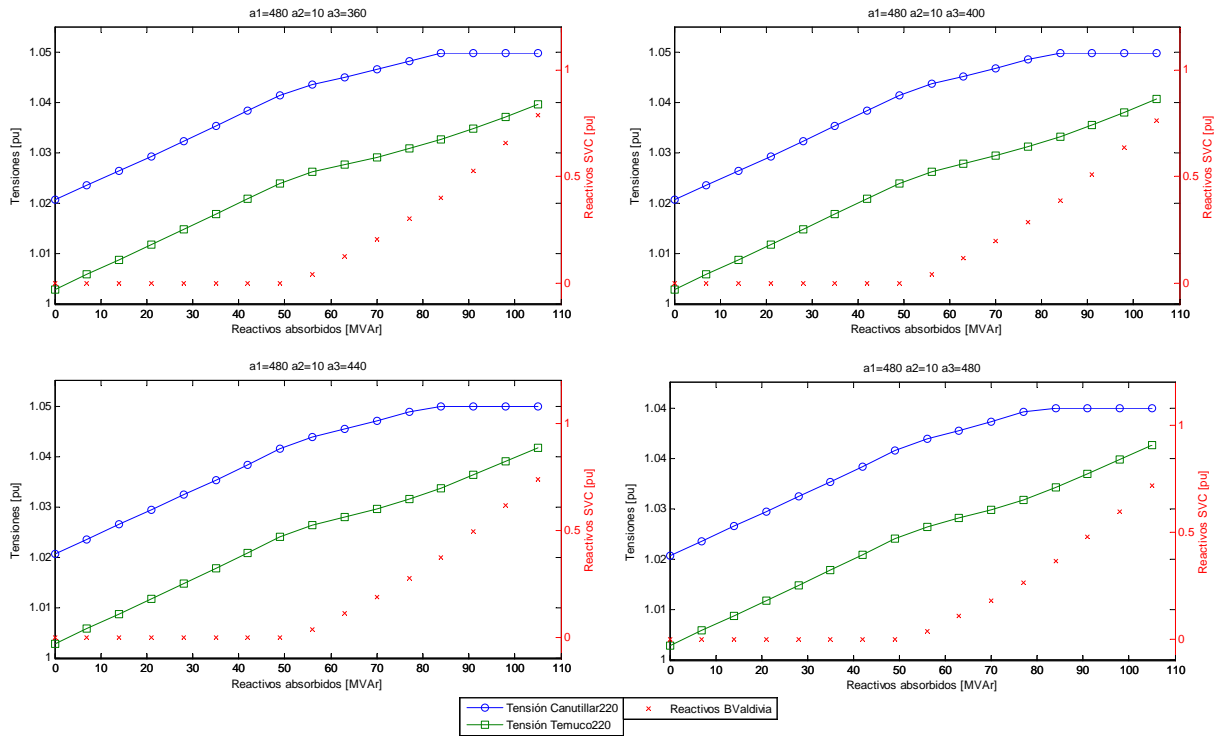 a1=480 a2=10 a3=360
Tensiones [pu]
1.05
1.04
1.03
1.02
1.01
1
1
0.5
0
Reactivos SVC [pu]
0 10 20 30 40 50 60 70 80 90 100 110
Reactivos absorbidos [MVAr]
a1=480 a2=10 a3=400
Tensiones [pu]
1.05
1.04
1.03
1.02
1.01
1
1
0.5
0
Reactivos SVC [pu]
0 10 20 30 40 50 60 70 80 90 100 110
Reactivos absorbidos [MVAr]
a1=480 a2=10 a3=440
Tensiones [pu]
1.05
1.04
1.03
1.02
1.01
1
1
0.5
0
Reactivos SVC [pu]
0 10 20 30 40 50 60 70 80 90 100 110
Reactivos absorbidos [MVAr]
a1=480 a2=10 a3=480
Tensiones [pu]
1.04
1.04
1.03
1.02
1.01
1
1
0.5
0
Reactivos SVC [pu]
0 10 20 30 40 50 60 70 80 90 100 110
Reactivos absorbidos [MVAr]
Tensión Canutillar220
Tensión Temuco220
Reactivos BValdivia